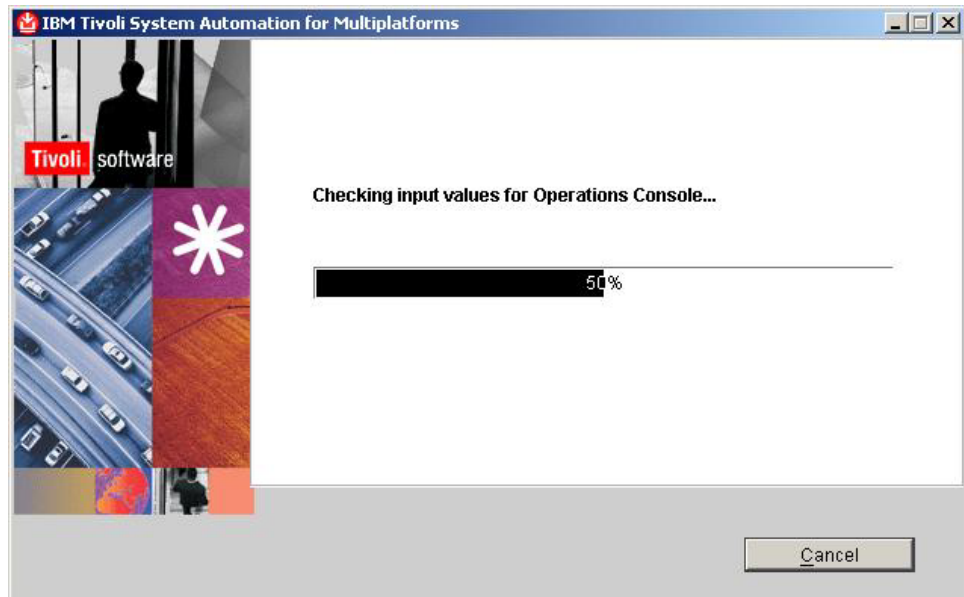 IBM Tivoli System Automation for Multiplatforms
Tivoli. software
Checking input values for Operations Console...
50%
Cancel